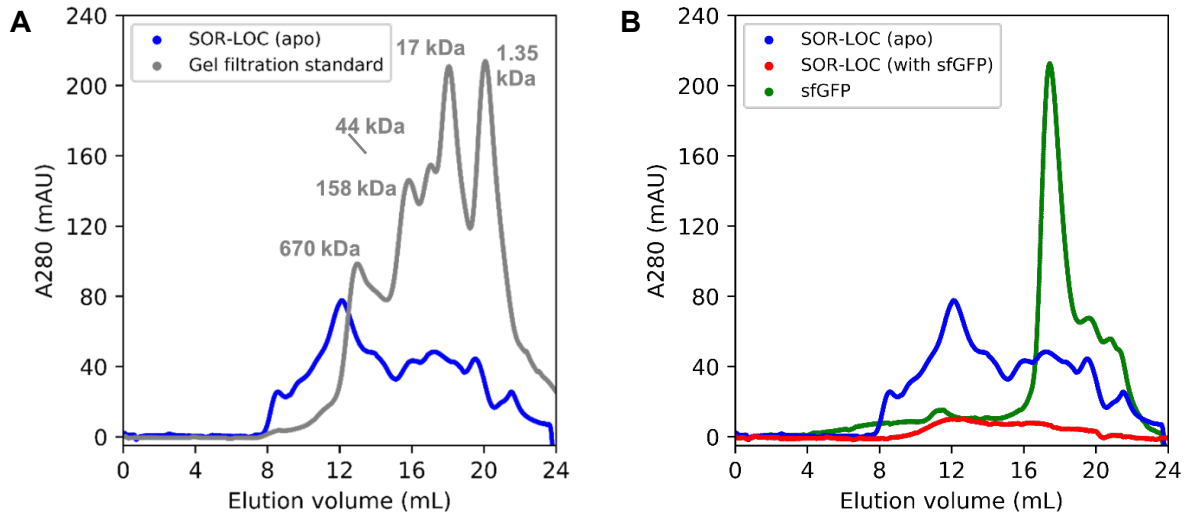 A
SOR-LOC (apo)
Gel filtration standard
17 kDa
1.35
kDa
44 kDa
158 kDa
670 kDa
A280 (mAU)
240
200
160
120
80
40
0
0 4 8 12 16 20 24
Elution volume (mL)
B
SOR-LOC (apo)
SOR-LOC (with sfGFP)
sfGFP
A280 (mAU)
240
200
160
120
80
40
0
0 4 8 12 16 20 24
Elution volume (mL)